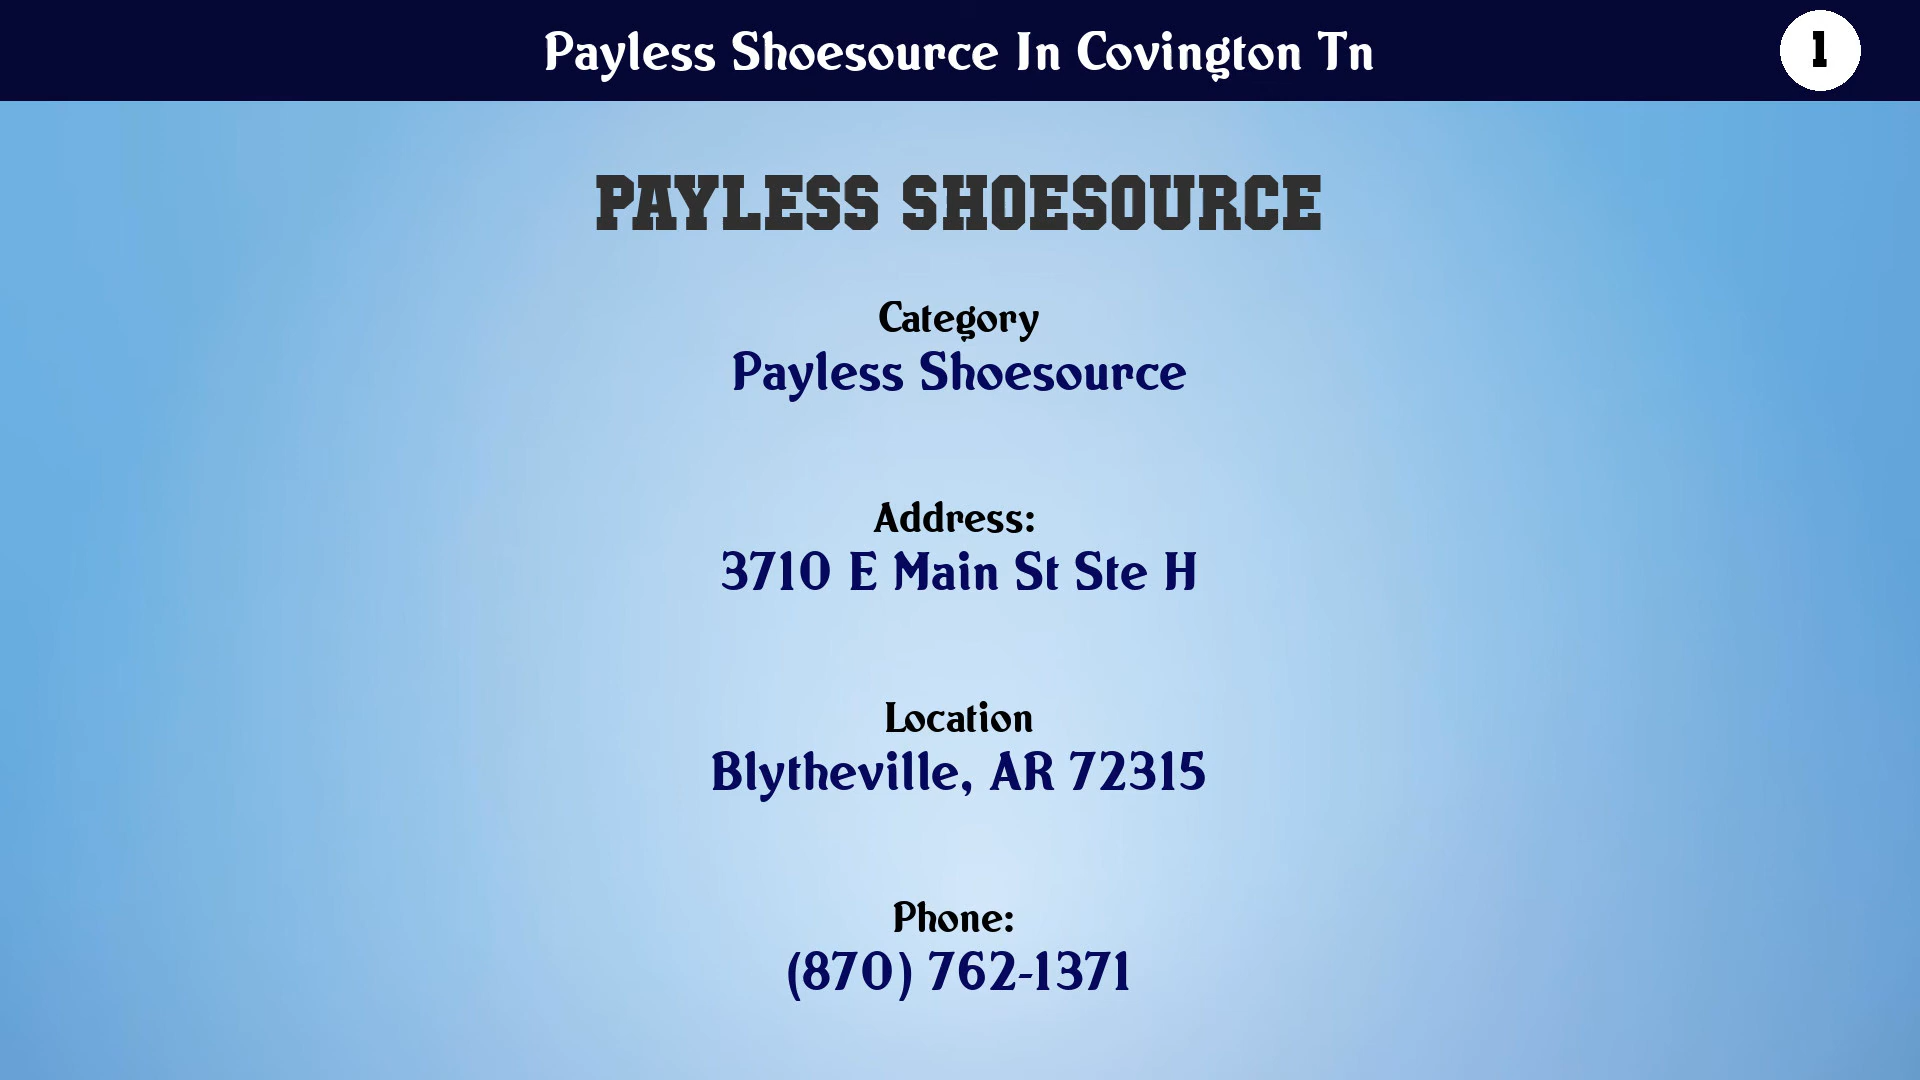 Payless Shoesource In Covington Tn
1
PAYLESS SHOESOURCE
Category
Payless Shoesource
Address:
3710 E Main St Ste H
Location
Blytheville, AR 72315
Phone:
(870) 762-1371